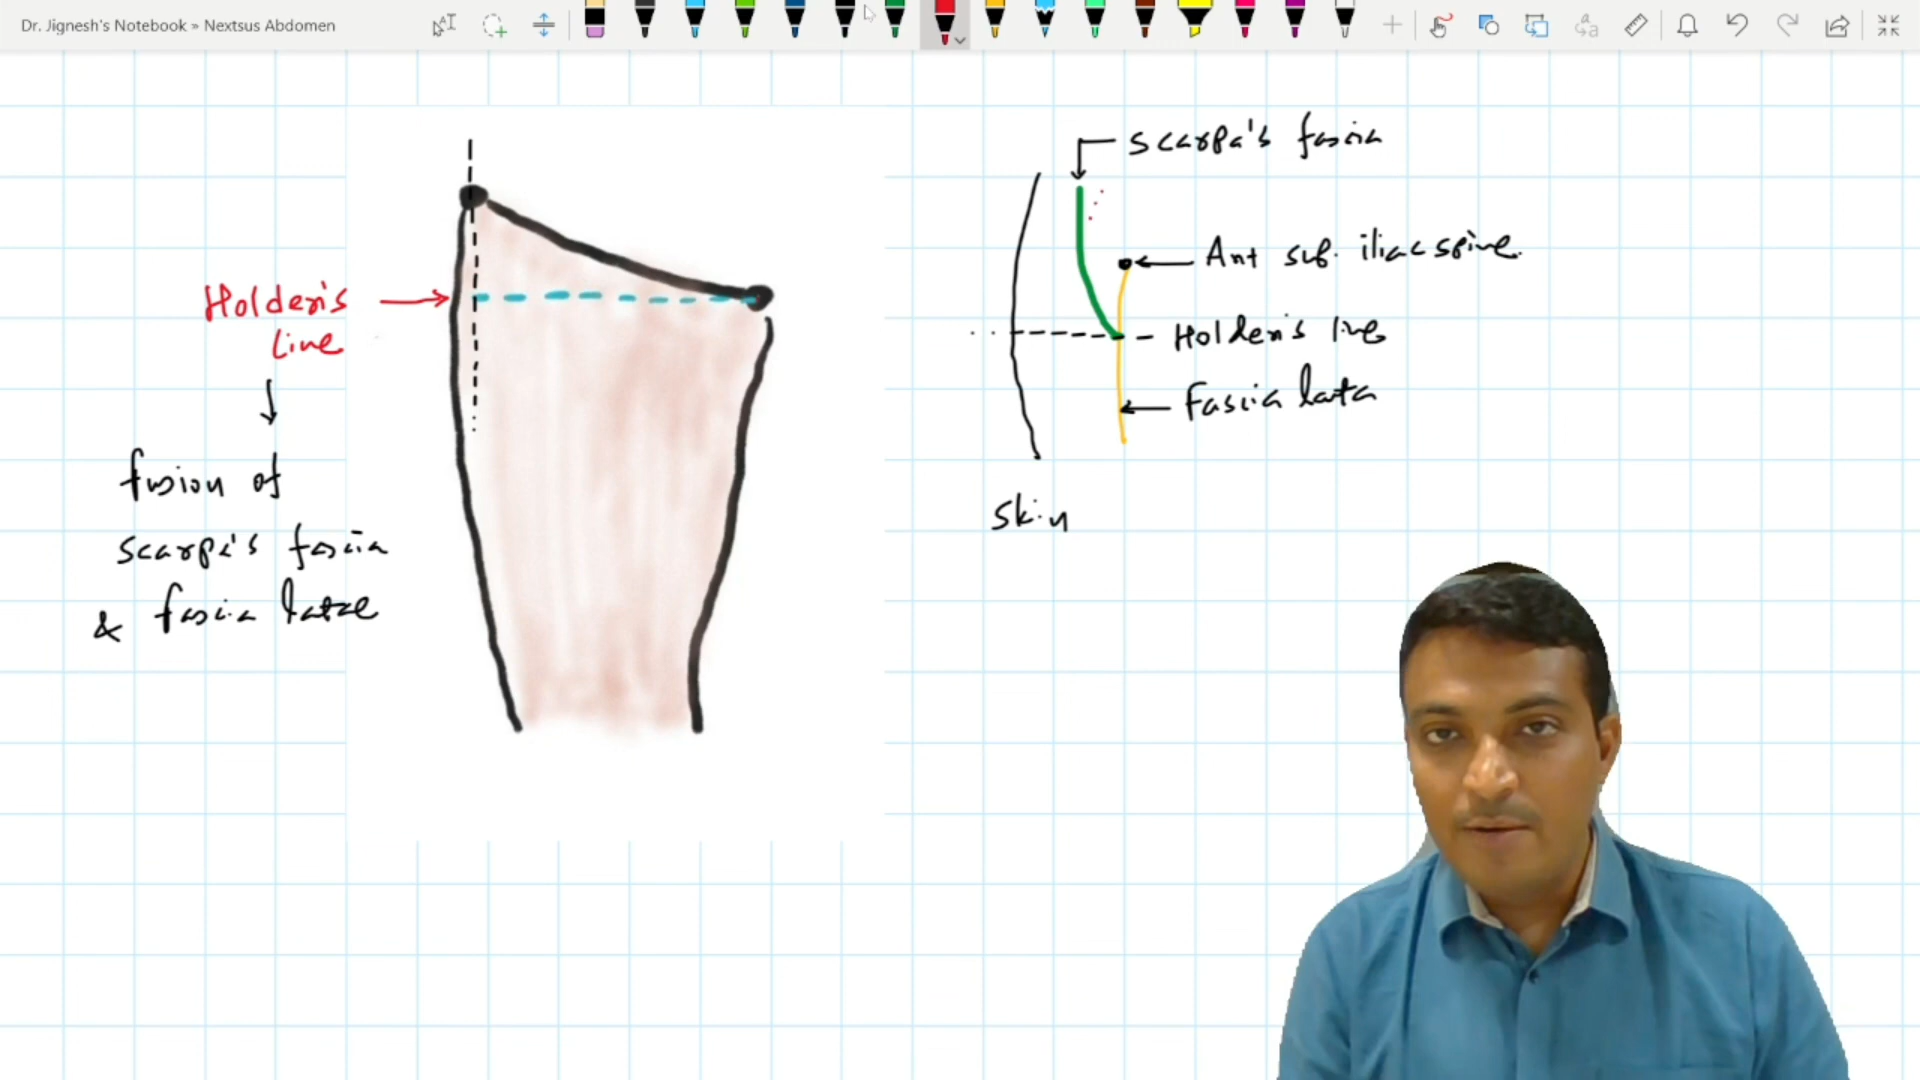 Dr. Jignesh's Notebook » Nextsus Abdomen
Holden's
Line
fusion of
scarpa's fascia
& fascia latae
scarpa's fascia
Ant sup. iliac spine.
Holden's line
Fascia lata
skin